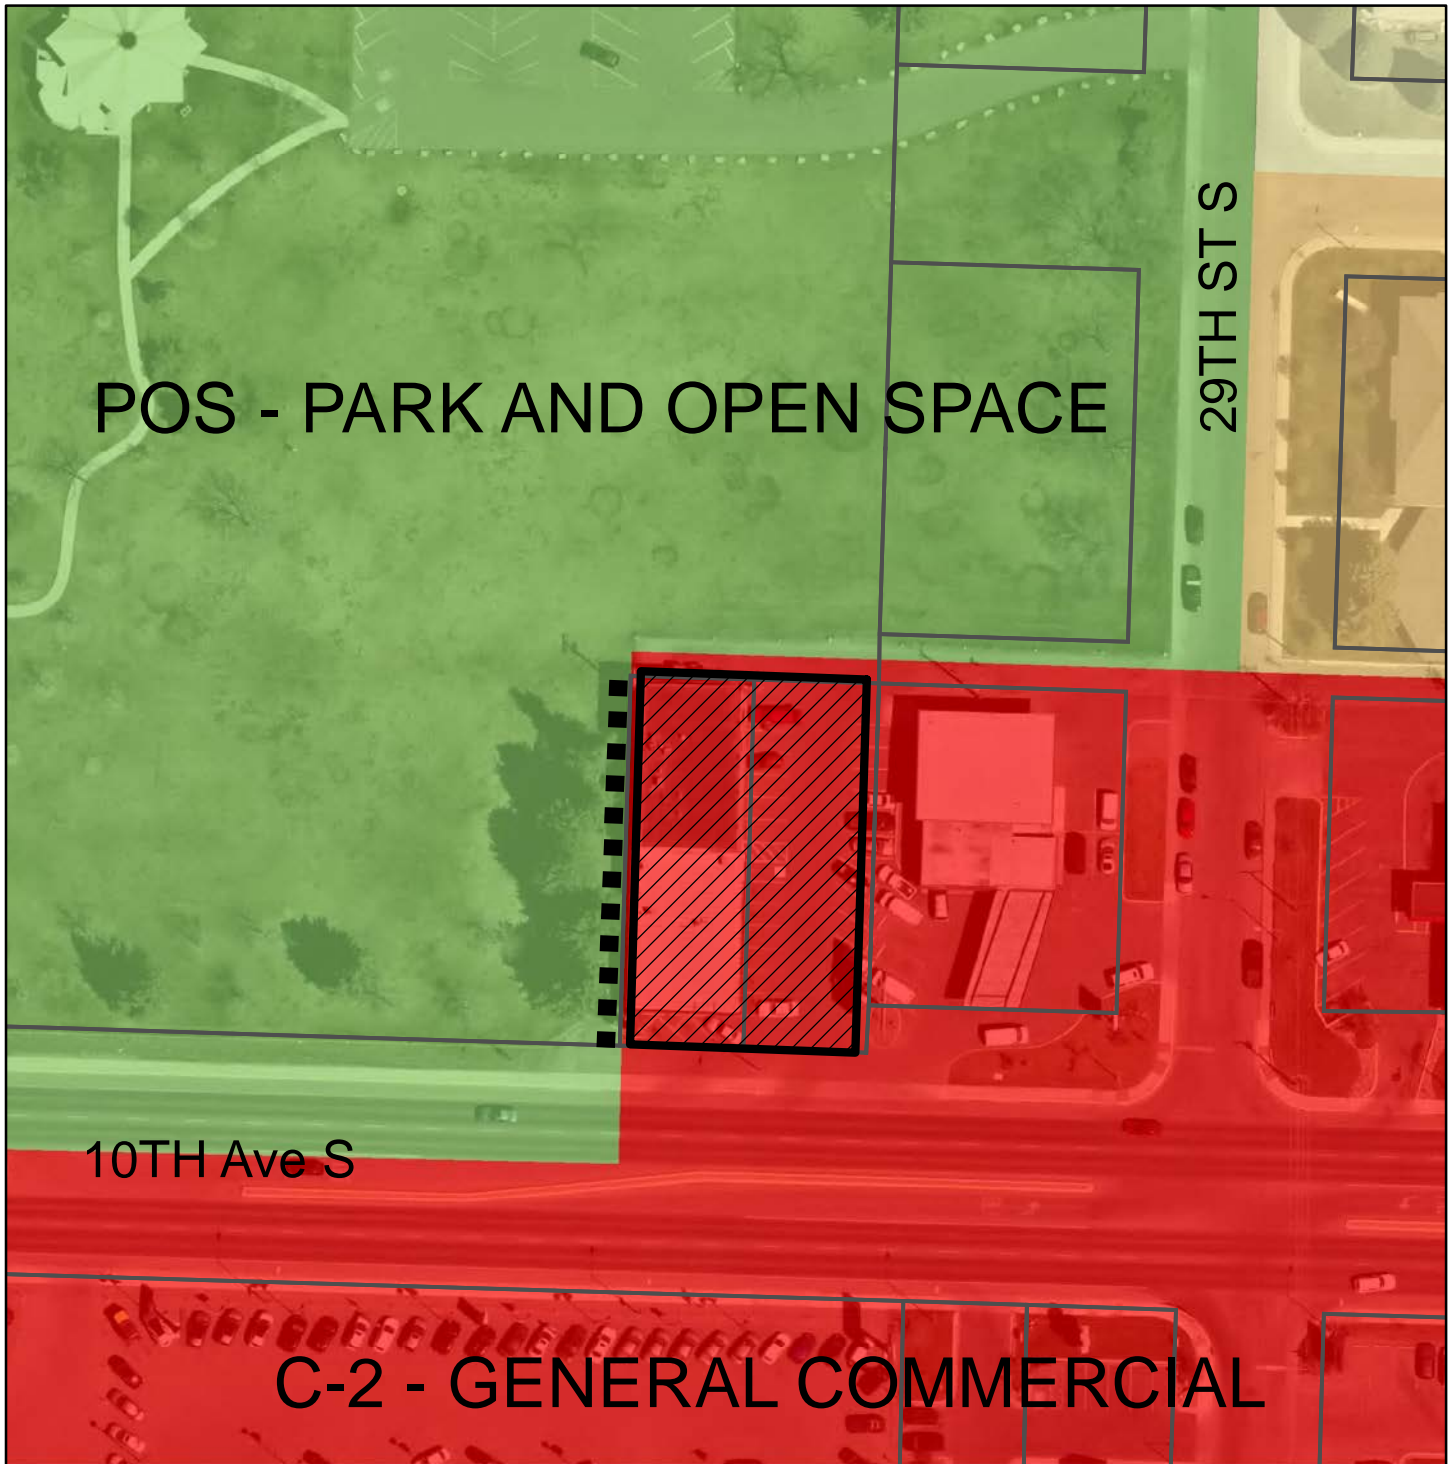 29TH ST S
POS - PARK AND OPEN SPACE
10TH Ave S
C-2 - GENERAL COMMERCIAL